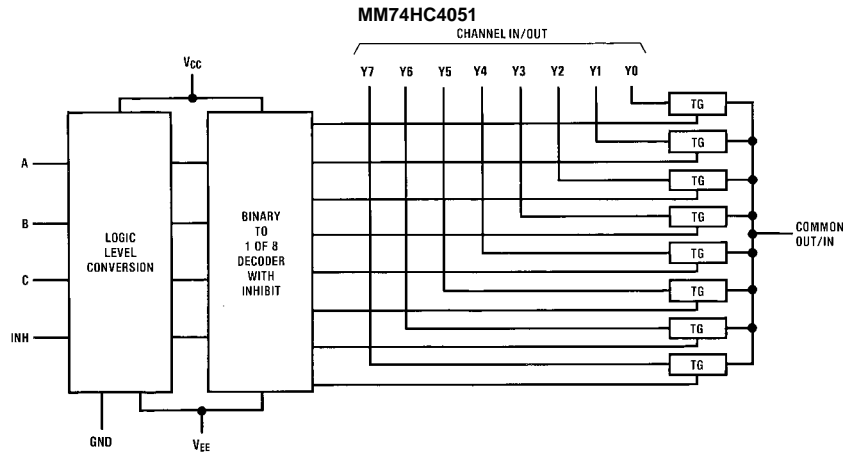 MM74HC4051
CHANNEL IN/OUT
VCC
Y7 Y6 Y5 Y4 Y3 Y2 Y1 Y0
TG
TG
TG
TG
TG
TG
TG
TG
A
B
C
INH
LOGIC
LEVEL
CONVERSION
BINARY
TO
1 OF 8
DECODER
WITH
INHIBIT
COMMON
OUT/IN
GND
VEE